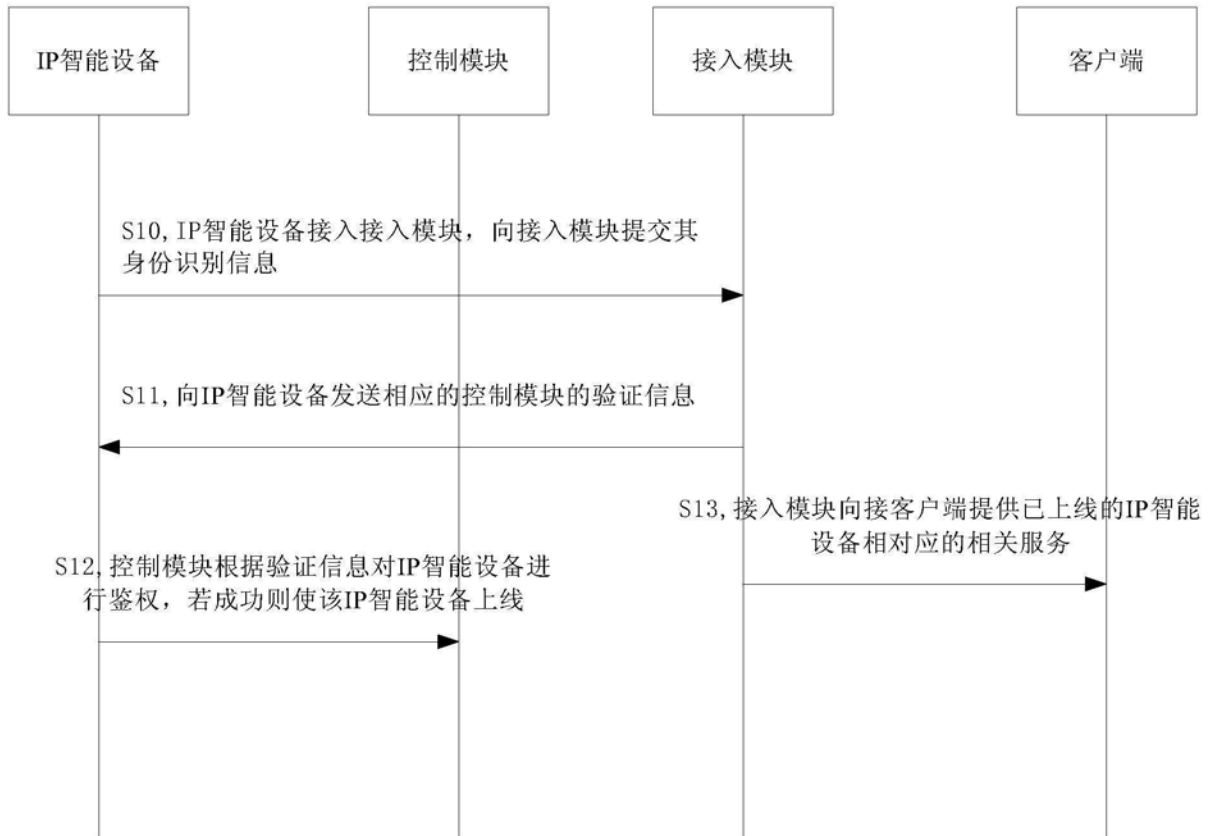 IP智能设备
控制模块
接入模块
客户端
S10,IP智能设备接入接入模块，向接入模块提交其
身份识别信息
S11,向IP智能设备发送相应的控制模块的验证信息
S13,接入模块向接客户端提供已上线的IP智能
设备相对应的相关服务
S12,控制模块根据验证信息对IP智能设备进
行鉴权，若成功则使该IP智能设备上线